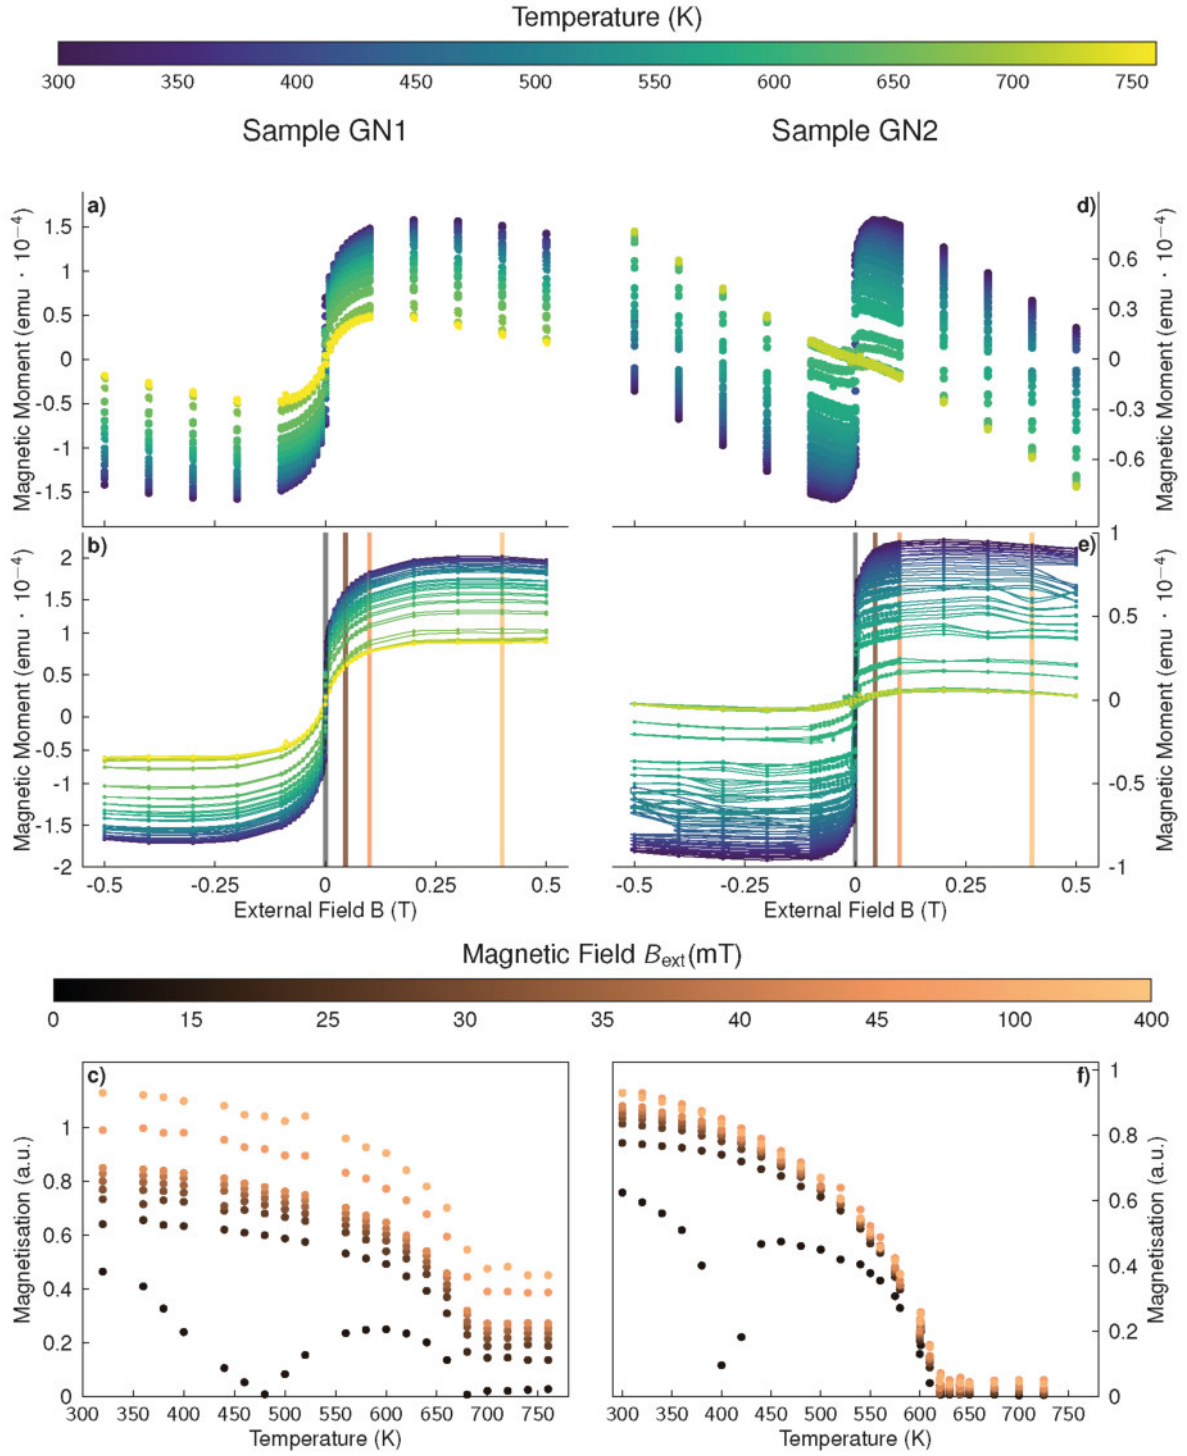 Temperature (K)
300 350 400 450 500 550 600 650 700 750
Sample GN1
Sample GN2
a)
Magnetic Moment (emu · 10⁻⁴)
1.5
1
0.5
0
-0.5
-1
-1.5
d)
Magnetic Moment (emu · 10⁻⁴)
0.6
0.3
0
-0.3
-0.6
b)
Magnetic Moment (emu · 10⁻⁴)
2
1.5
1
0.5
0
-0.5
-1
-1.5
-2
-0.5 -0.25 0 0.25 0.5
External Field B (T)
e)
Magnetic Moment (emu · 10⁻⁴)
1
0.5
0
-0.5
-1
-0.5 -0.25 0 0.25 0.5
External Field B (T)
Magnetic Field Bext(mT)
0 15 25 30 35 40 45 100 400
c)
Magnetisation (a.u.)
1
0.8
0.6
0.4
0.2
0
300 350 400 450 500 550 600 650 700 750
Temperature (K)
f)
Magnetisation (a.u.)
1
0.8
0.6
0.4
0.2
0
300 350 400 450 500 550 600 650 700 750
Temperature (K)